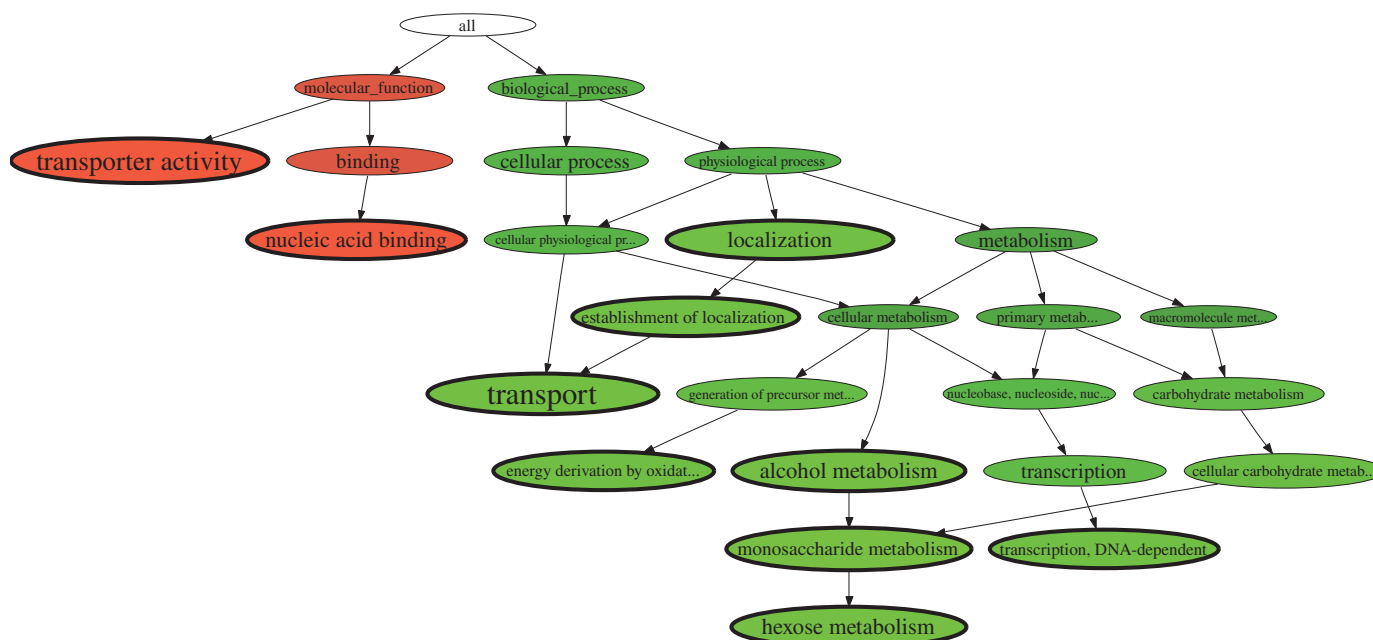 all
molecular_function
biological_process
transporter activity
binding
cellular process
physiological process
nucleic acid binding
cellular physiological pr...
localization
metabolism
establishment of localization
cellular metabolism
primary metab...
macromolecule met...
transport
generation of precursor met...
nucleobase, nucleoside, nuc...
carbohydrate metabolism
energy derivation by oxidat...
alcohol metabolism
transcription
cellular carbohydrate metab...
monosaccharide metabolism
transcription, DNA-dependent
hexose metabolism